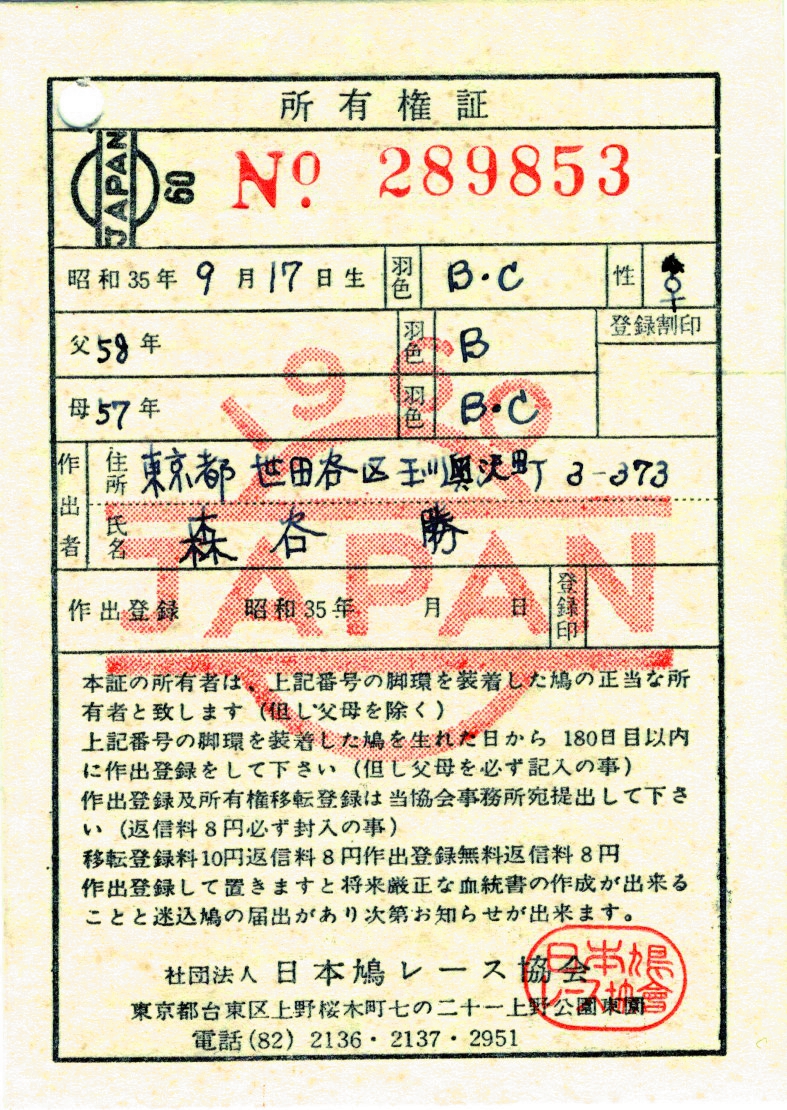 所有権証
JAPAN 60 No. 289853
昭和35年 9月17日生 羽色 B・C 性 ♀
父58年 羽色 B 登録割印
母57年 羽色 B・C
1960
作出者 住所 東京都 世田谷区玉川奥沢町 3-373
氏名 森谷 勝
JAPAN
作出登録 昭和35年 月 日 登録印
本証の所有者は、上記番号の脚環を装着した鳩の正当な所
有者と致します（但し父母を除く）
上記番号の脚環を装着した鳩を生れた日から 180日目以内
に作出登録をして下さい（但し父母を必ず記入の事）
作出登録及所有権移転登録は当協会事務所宛提出して下さ
い（返信料8円必ず封入の事）
移転登録料10円返信料8円作出登録無料返信料8円
作出登録して置きますと将来厳正な血統書の作成が出来る
ことと迷込鳩の届出があり次第お知らせが出来ます。
社団法人 日本鳩レース協会
日本鳩
レース協會
東京都台東区上野桜木町七の二十一上野公園東園
電話(82) 2136・2137・2951